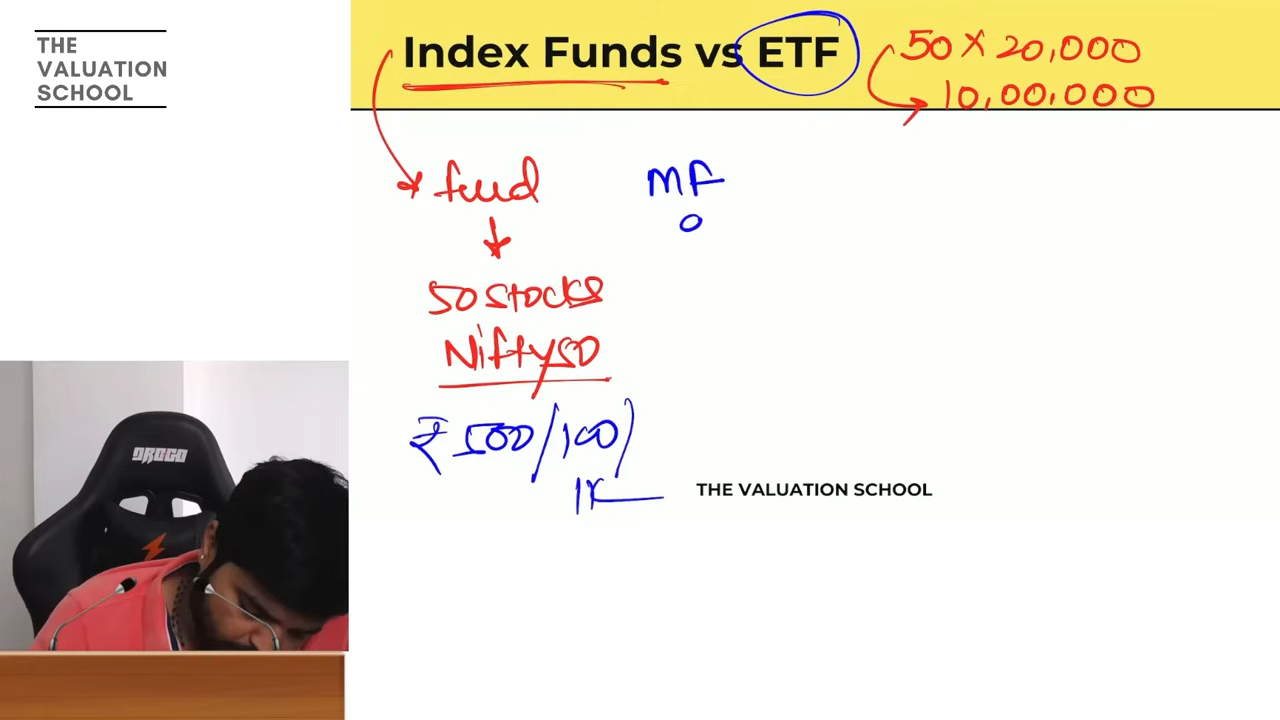 THE
VALUATION
SCHOOL
Index Funds vs ETF
50 × 20,000
10,00,000
fund
MF
50 Stocks
Nifty50
₹ 500/100/
1K
THE VALUATION SCHOOL
DROGO